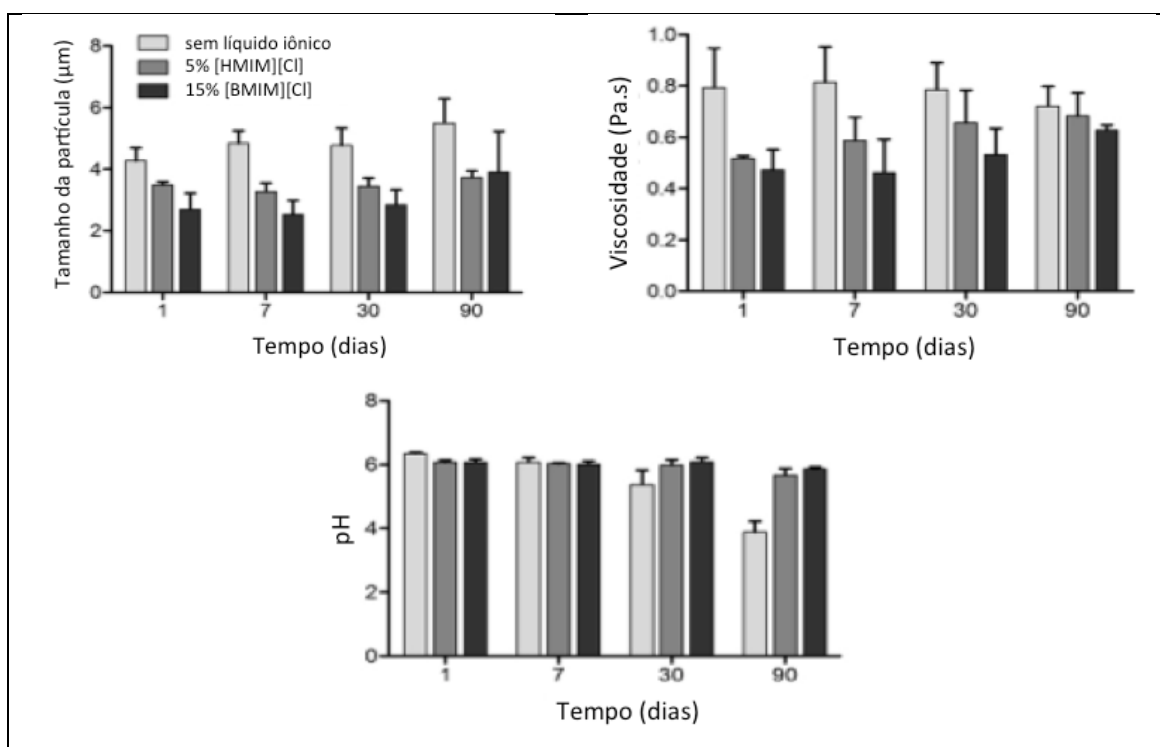 Tamanho da partícula (µm)
8
6
4
2
0
sem líquido iônico
5% [HMIM][Cl]
15% [BMIM][Cl]
1 7 30 90
Tempo (dias)
Viscosidade (Pa.s)
1.0
0.8
0.6
0.4
0.2
0.0
1 7 30 90
Tempo (dias)
pH
8
6
4
2
0
1 7 30 90
Tempo (dias)